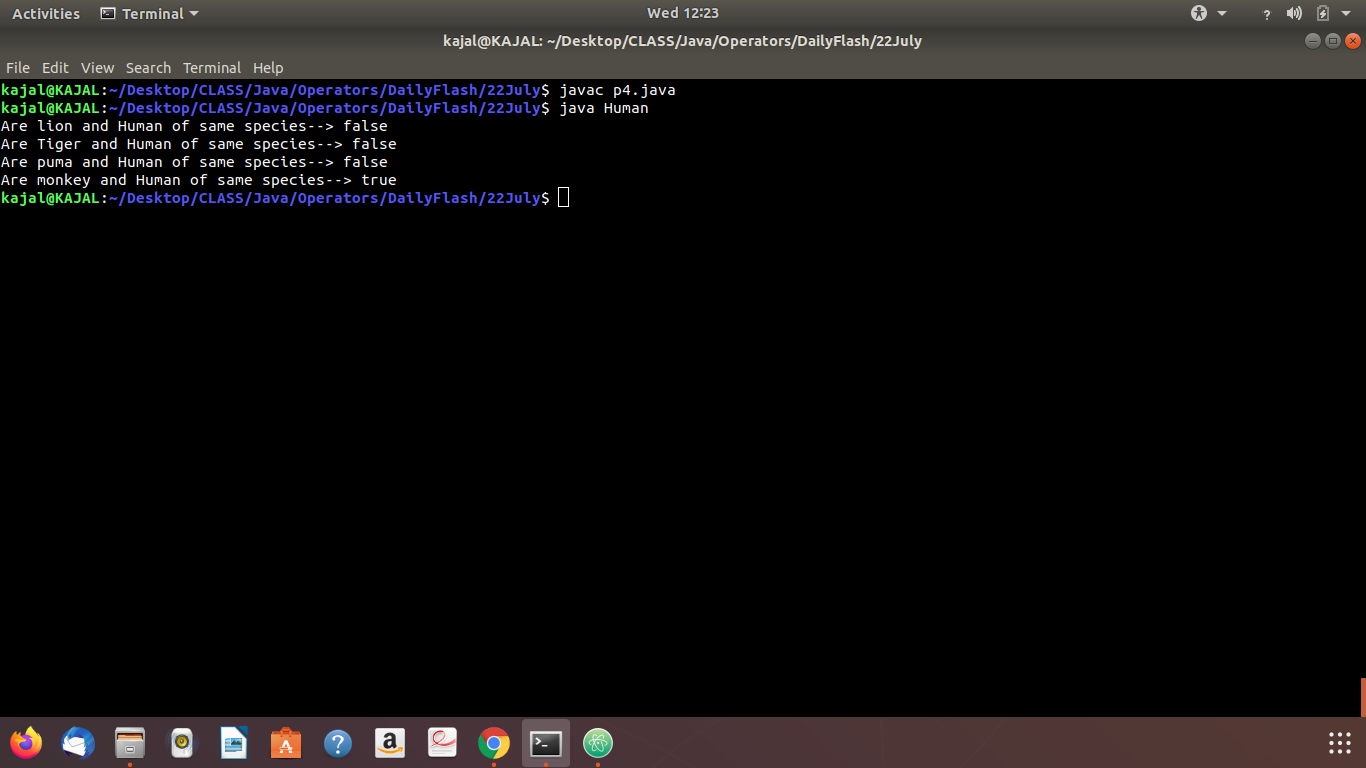 Activities Terminal Wed 12:23
kajal@KAJAL: ~/Desktop/CLASS/Java/Operators/DailyFlash/22July
File Edit View Search Terminal Help
kajal@KAJAL:~/Desktop/CLASS/Java/Operators/DailyFlash/22July$ javac p4.java
kajal@KAJAL:~/Desktop/CLASS/Java/Operators/DailyFlash/22July$ java Human
Are lion and Human of same species--> false
Are Tiger and Human of same species--> false
Are puma and Human of same species--> false
Are monkey and Human of same species--> true
kajal@KAJAL:~/Desktop/CLASS/Java/Operators/DailyFlash/22July$